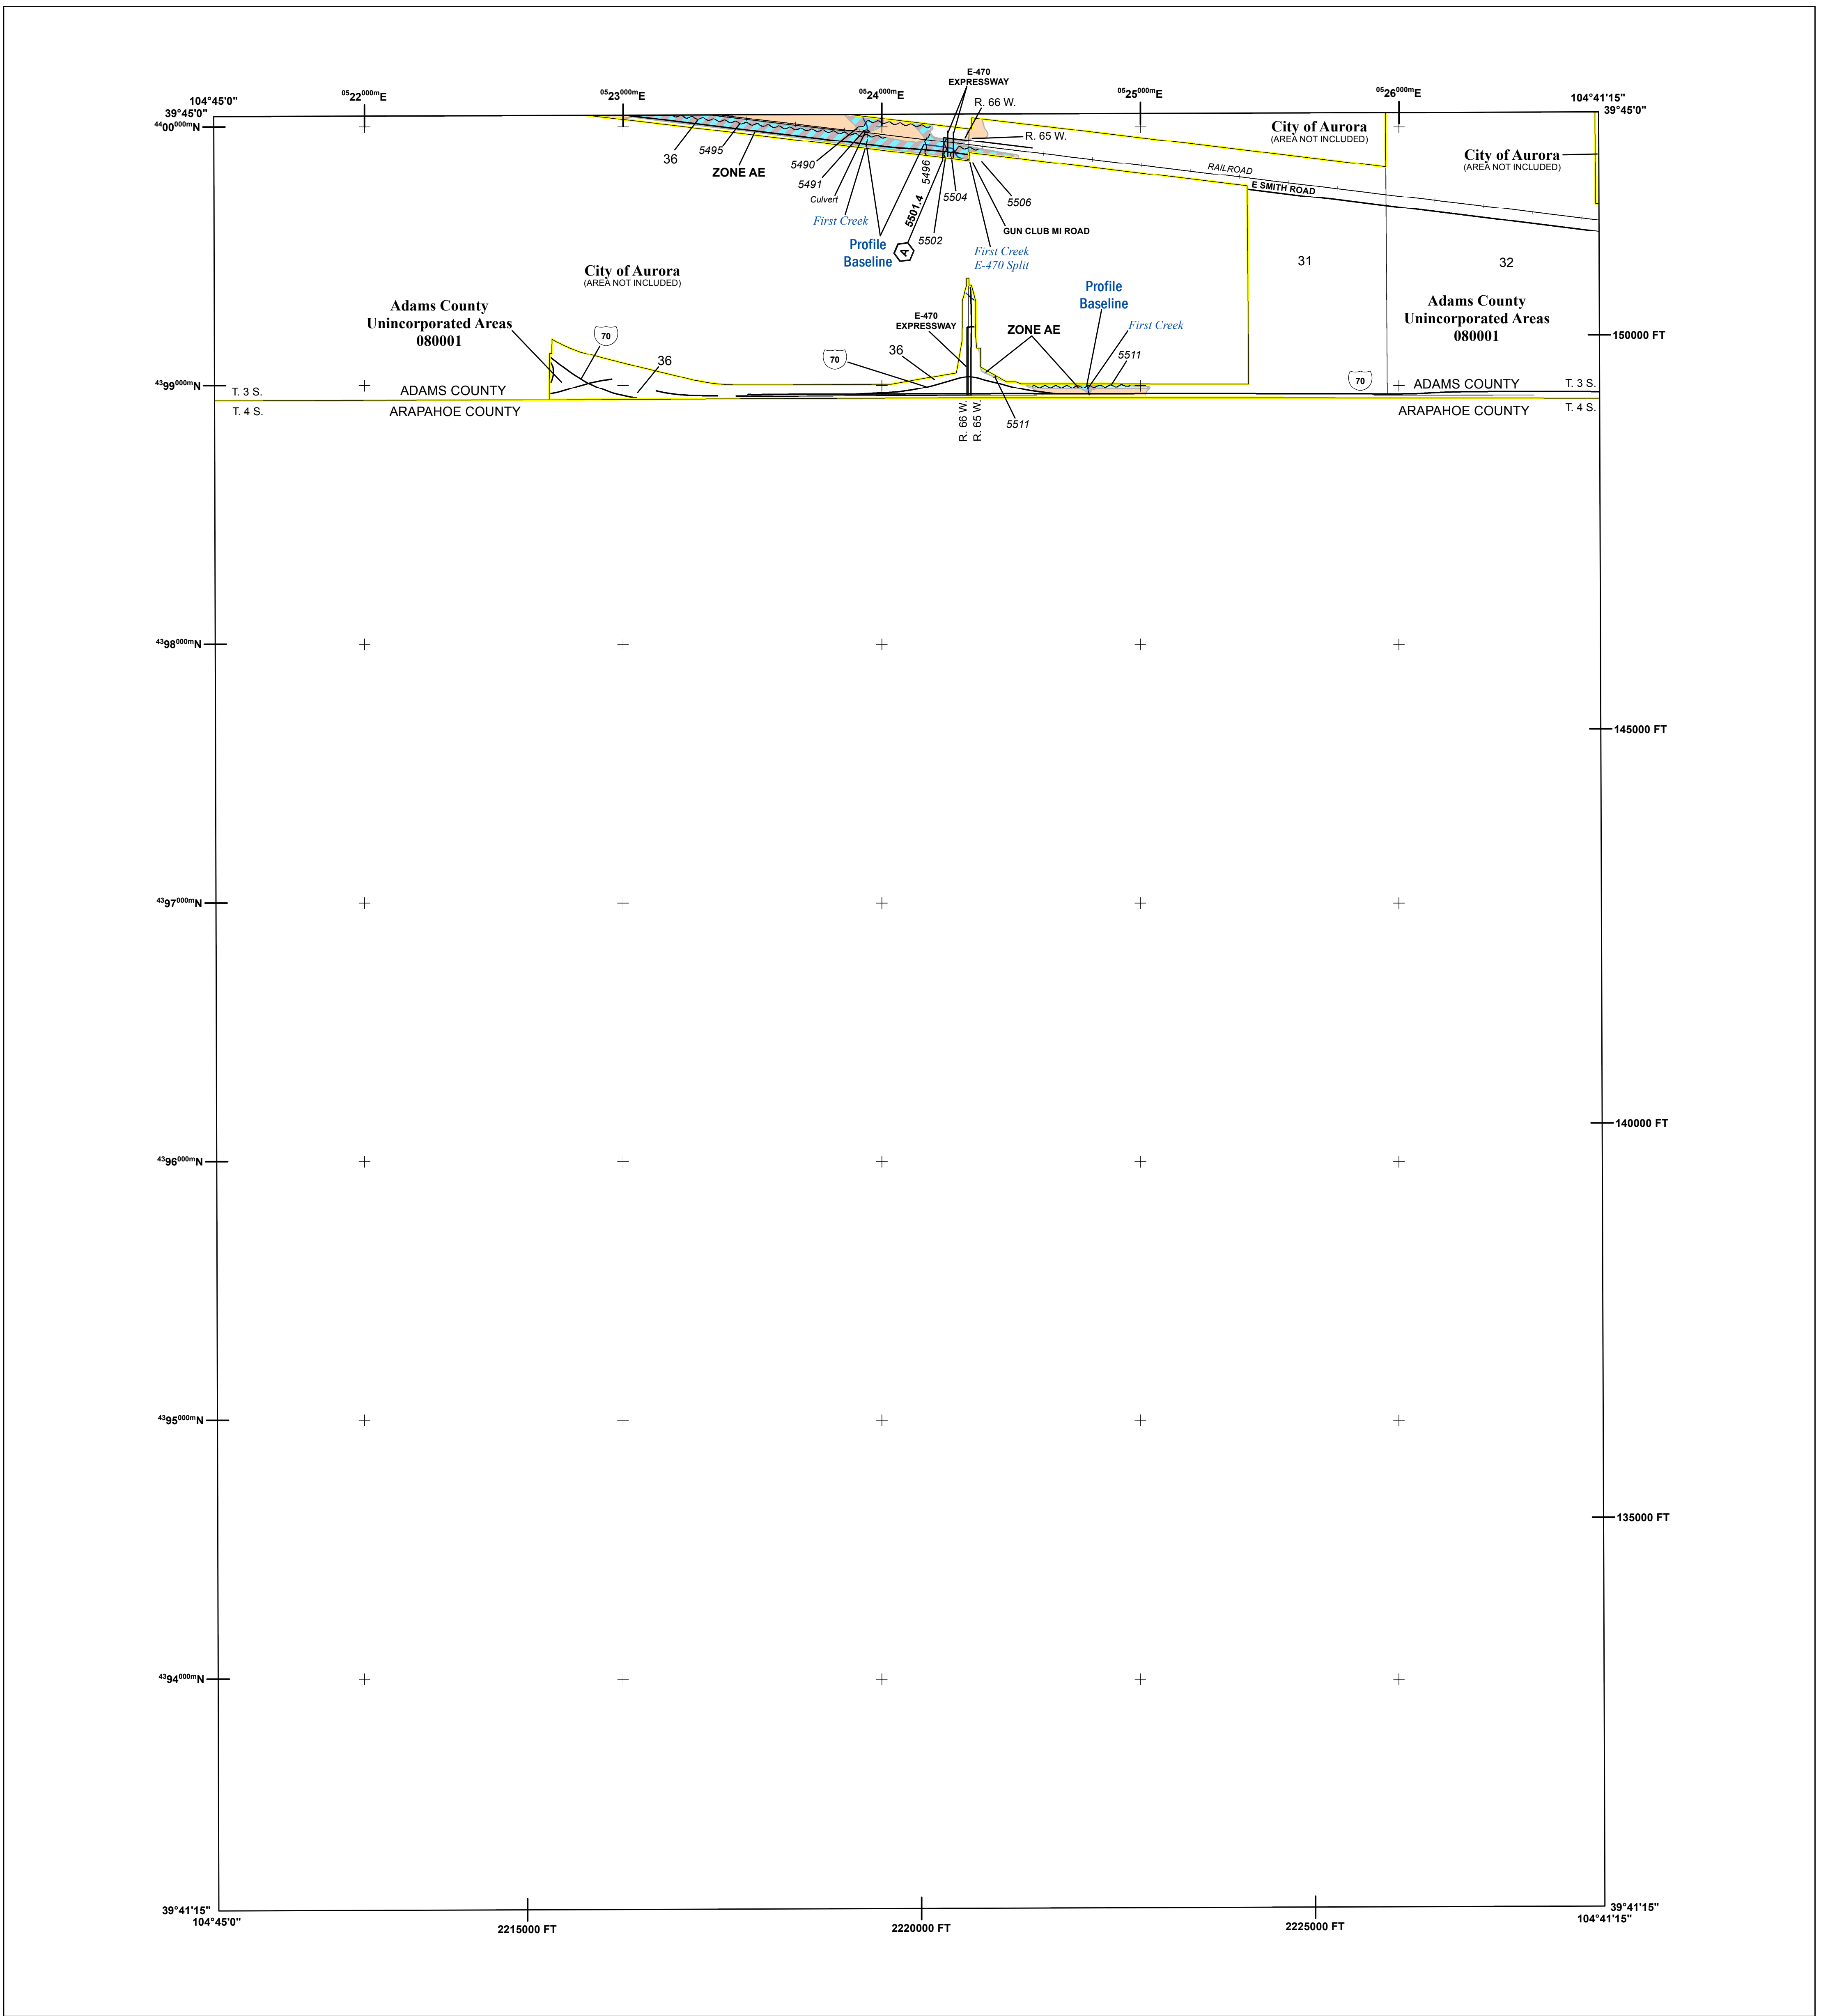 E-470
EXPRESSWAY
104°45'0"
39°45'0"
0522000mE
0523000mE
0524000mE
R. 66 W.
0525000mE
0526000mE
104°41'15"
39°45'0"
4400000mN
R. 65 W.
City of Aurora
(AREA NOT INCLUDED)
City of Aurora
(AREA NOT INCLUDED)
36
5495
ZONE AE
5490
5491
Culvert
First Creek
5496
5501.4
5504
5502
5506
RAILROAD
E SMITH ROAD
GUN CLUB MI ROAD
Profile
Baseline
A
First Creek
E-470 Split
31
32
City of Aurora
(AREA NOT INCLUDED)
Adams County
Unincorporated Areas
080001
70
36
E-470
EXPRESSWAY
70
36
ZONE AE
Profile
Baseline
First Creek
5511
Adams County
Unincorporated Areas
080001
150000 FT
70
4399000mN
T. 3 S.
ADAMS COUNTY
ADAMS COUNTY
T. 3 S.
T. 4 S.
ARAPAHOE COUNTY
R. 66 W.
R. 65 W.
5511
ARAPAHOE COUNTY
T. 4 S.
4398000mN
145000 FT
4397000mN
140000 FT
4396000mN
4395000mN
135000 FT
4394000mN
39°41'15"
104°45'0"
2215000 FT
2220000 FT
2225000 FT
39°41'15"
104°41'15"